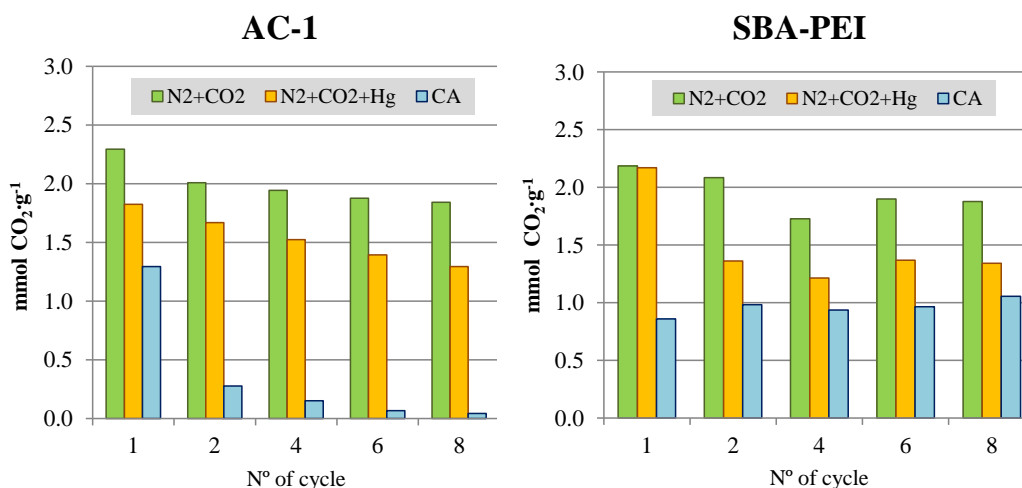 AC-1
mmol CO₂·g⁻¹
3.0
2.5
2.0
1.5
1.0
0.5
0.0
N2+CO2 N2+CO2+Hg CA
1 2 4 6 8
Nº of cycle
SBA-PEI
mmol CO₂·g⁻¹
3.0
2.5
2.0
1.5
1.0
0.5
0.0
N2+CO2 N2+CO2+Hg CA
1 2 4 6 8
Nº of cycle